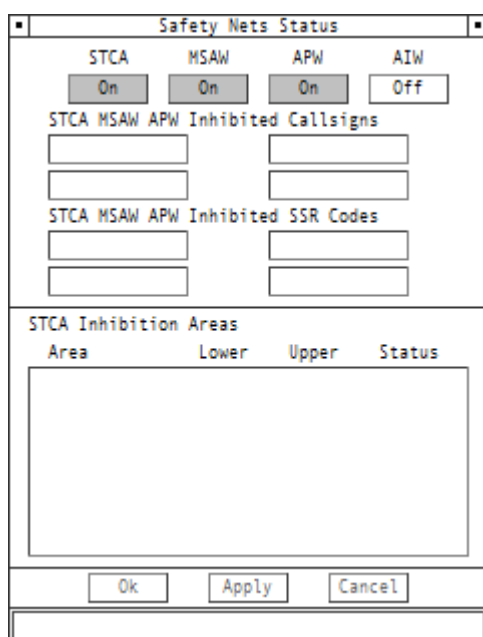 Safety Nets Status
STCA MSAW APW AIW
On On On Off
STCA MSAW APW Inhibited Callsigns
STCA MSAW APW Inhibited SSR Codes
STCA Inhibition Areas
Area Lower Upper Status
Ok Apply Cancel